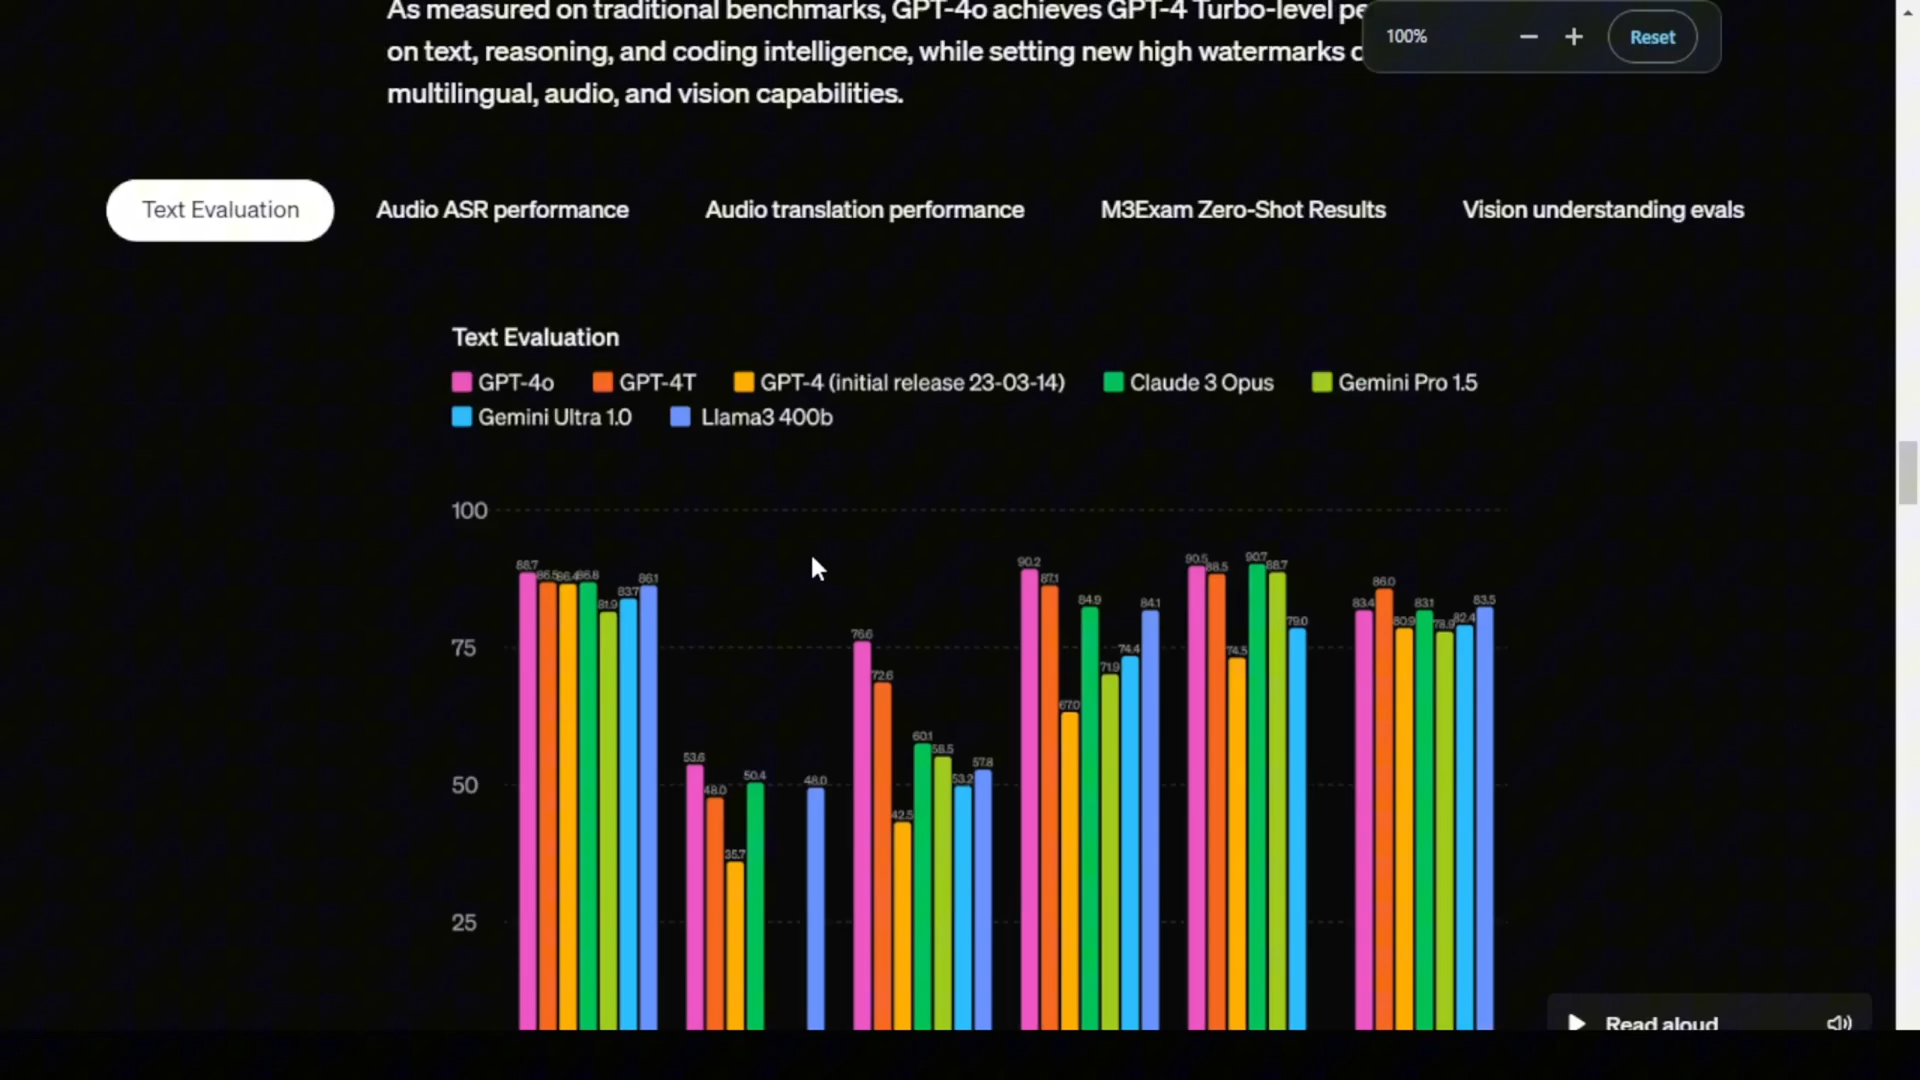 As measured on traditional benchmarks, GPT-4o achieves GPT-4 Turbo-level pe
on text, reasoning, and coding intelligence, while setting new high watermarks
multilingual, audio, and vision capabilities.
100%
Reset
Text Evaluation
Audio ASR performance
Audio translation performance
M3Exam Zero-Shot Results
Vision understanding evals
Text Evaluation
GPT-4o
GPT-4T
GPT-4 (initial release 23-03-14)
Claude 3 Opus
Gemini Pro 1.5
Gemini Ultra 1.0
Llama3 400b
100
75
50
25
88.7
86.5
86.4
86.8
81.9
83.7
86.1
53.6
48.0
35.7
50.4
48.0
76.6
72.6
42.5
60.1
58.5
53.2
57.8
90.2
87.1
67.0
84.9
71.9
74.4
84.1
90.5
88.5
74.5
90.7
88.7
79.0
83.4
86.0
80.9
83.1
78.9
82.4
83.5
Read aloud